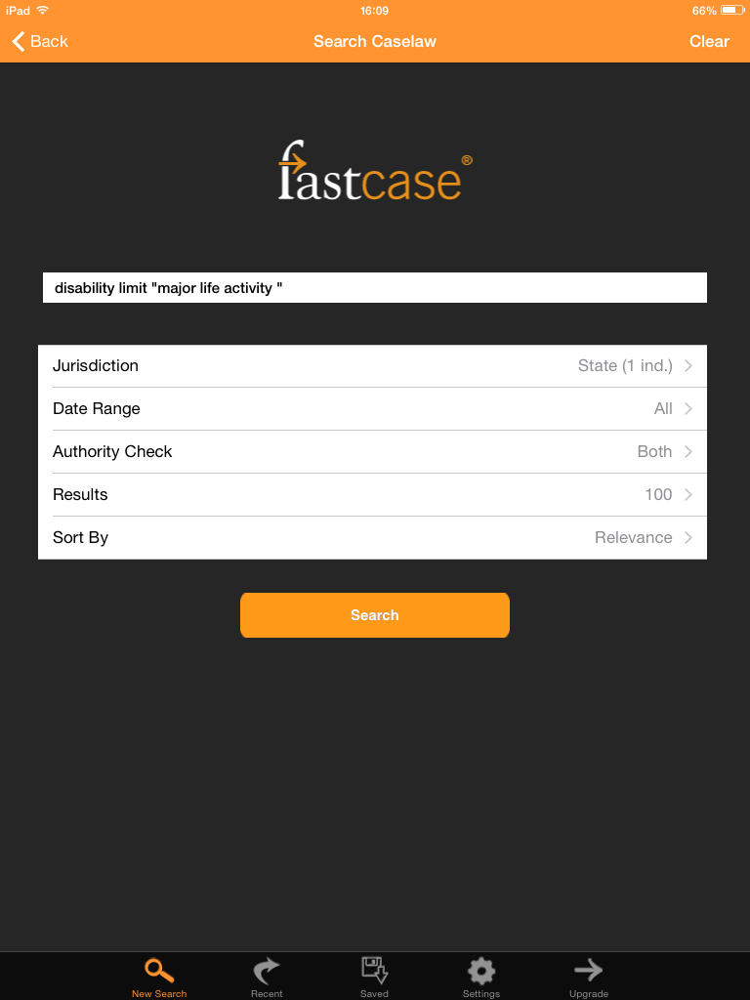 iPad 16:09 66%
Back Search Caselaw Clear
fastcase®
disability limit "major life activity "
Jurisdiction State (1 ind.)
Date Range All
Authority Check Both
Results 100
Sort By Relevance
Search
New Search Recent Saved Settings Upgrade